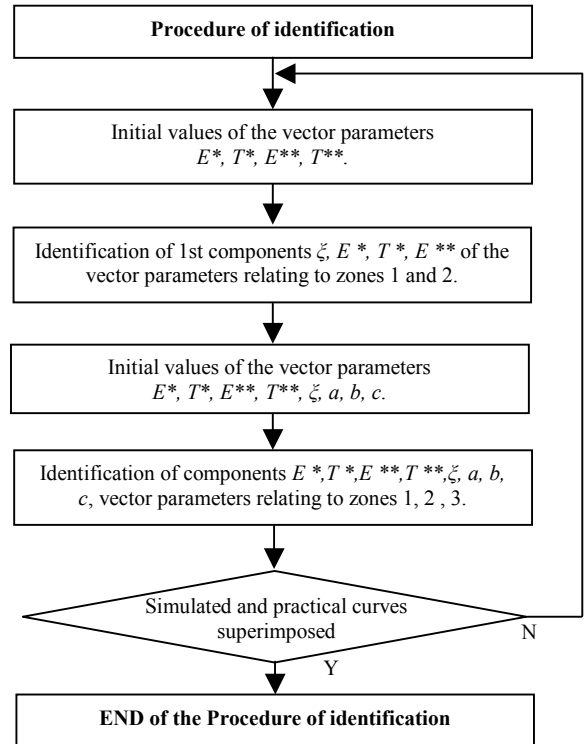 Procedure of identification
Initial values of the vector parameters
E*, T*, E**, T**.
Identification of 1st components ξ, E *, T *, E ** of the
vector parameters relating to zones 1 and 2.
Initial values of the vector parameters
E*, T*, E**, T**, ξ, a, b, c.
Identification of components E *,T *,E **,T **,ξ, a, b,
c, vector parameters relating to zones 1, 2 , 3.
Simulated and practical curves
superimposed
N
Y
END of the Procedure of identification